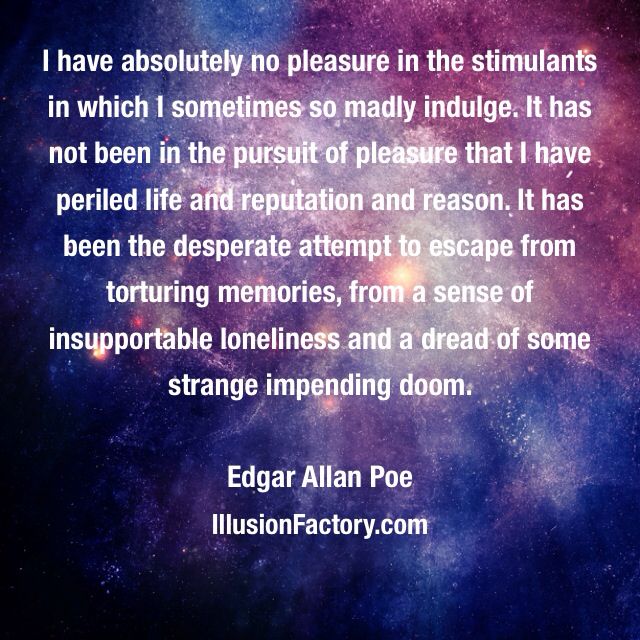 I have absolutely no pleasure in the stimulants
in which I sometimes so madly indulge. It has
not been in the pursuit of pleasure that I have
periled life and reputation and reason. It has
been the desperate attempt to escape from
torturing memories, from a sense of
insupportable loneliness and a dread of some
strange impending doom.
Edgar Allan Poe
IllusionFactory.com